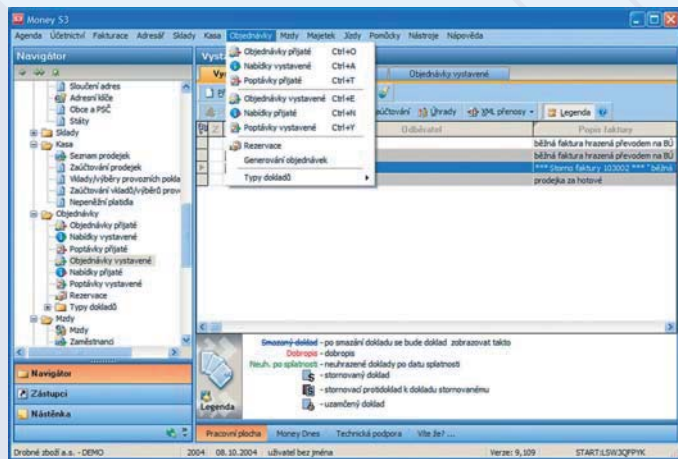 Money S3
Agenda Účetnictví Fakturace Adresář Sklady Kasa Objednávky Mzdy Majetek Jízdy Pomůcky Nástroje Nápověda
Navigátor
Sloučení adres
Adresní klíče
Obce a PSČ
Státy
Sklady
Kasa
Seznam prodejek
Zaúčtování prodejek
Vklady/výběry provozních pokla
Zaúčtování vkladů/výběrů prov
Nepeněžní platidla
Objednávky
Objednávky přijaté
Nabídky vystavené
Poptávky přijaté
Objednávky vystavené
Nabídky přijaté
Poptávky vystavené
Rezervace
Typy dokladů
Mzdy
Mzdy
Zaměstnanci
Navigátor
Zástupci
Nástěnka
Objednávky přijaté Ctrl+O
Nabídky vystavené Ctrl+A
Poptávky přijaté Ctrl+T
Objednávky vystavené Ctrl+E
Nabídky přijaté Ctrl+N
Poptávky vystavené Ctrl+Y
Rezervace
Generování objednávek
Typy dokladů
Objednávky vystavené
Úhrady XML přenosy Legenda
Odběratel Popis faktury
běžná faktura hrazená převodem na BÚ
běžná faktura hrazená převodem na BÚ
*** Storno faktury 103002 *** "běžná
prodejka za hotové
Legenda
Smazaný doklad - po smazání dokladu se bude doklad zobrazovat takto
Dobropis - dobropis
Neuh. po splatnosti - neuhrazené doklady po datu splatnosti
- stornovaný doklad
- stornovací protidoklad k dokladu stornovanému
- uzamčený doklad
Pracovní plocha Money Dnes Technická podpora Víte že? ...
Drobné zboží a.s. - DEMO 2004 08.10.2004 uživatel bez jména Verze: 9,109 START:LSW3QPPYK